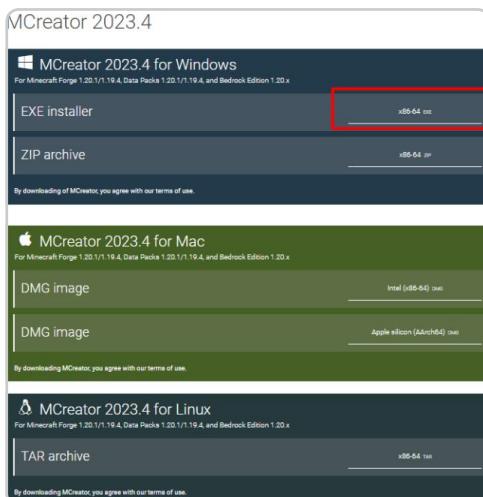 MCreator 2023.4
MCreator 2023.4 for Windows
For Minecraft Forge 1.20.1/1.19.4, Data Packs 1.20.1/1.19.4, and Bedrock Edition 1.20.x
EXE installer x86-64 EXE
ZIP archive x86-64 ZIP
By downloading of MCreator, you agree with our terms of use.
MCreator 2023.4 for Mac
For Minecraft Forge 1.20.1/1.19.4, Data Packs 1.20.1/1.19.4, and Bedrock Edition 1.20.x
DMG image Intel (x86-64) DMG
DMG image Apple silicon (AArch64) DMG
By downloading MCreator, you agree with our terms of use.
MCreator 2023.4 for Linux
For Minecraft Forge 1.20.1/1.19.4, Data Packs 1.20.1/1.19.4, and Bedrock Edition 1.20.x
TAR archive x86-64 TAR
By downloading MCreator, you agree with our terms of use.